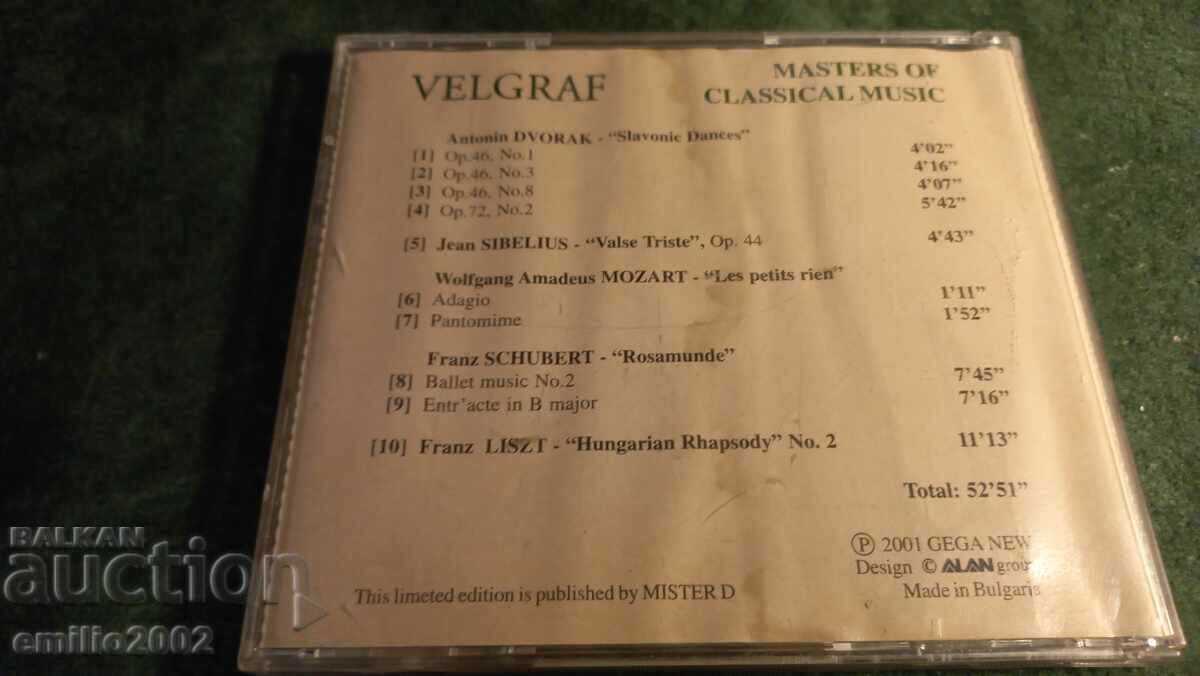 VELGRAF
MASTERS OF
CLASSICAL MUSIC
Antonin DVORAK - “Slavonic Dances”
[1] Op.46, No.1 4’02”
[2] Op.46, No.3 4’16”
[3] Op.46, No.8 4’07”
[4] Op.72, No.2 5’42”
[5] Jean SIBELIUS - “Valse Triste”, Op. 44 4’43”
Wolfgang Amadeus MOZART - “Les petits rien”
[6] Adagio 1’11”
[7] Pantomime 1’52”
Franz SCHUBERT - “Rosamunde”
[8] Ballet music No.2 7’45”
[9] Entr’acte in B major 7’16”
[10] Franz LISZT - “Hungarian Rhapsody” No. 2 11’13”
Total: 52’51”
Ⓟ 2001 GEGA NEW
Design © ALAN group
Made in Bulgaria
This limeted edition is published by MISTER D
BALKAN
auction
emilio2002